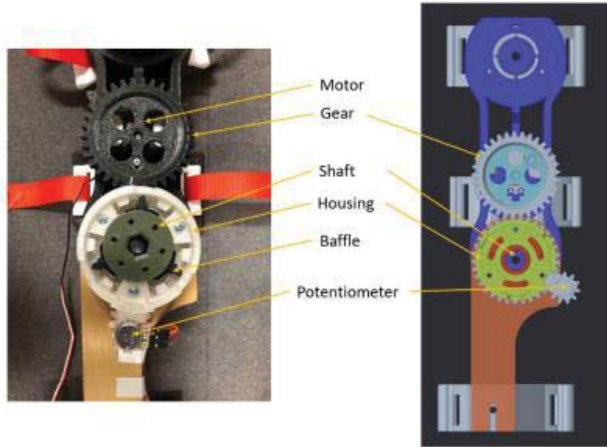 Motor
Gear
Shaft
Housing
Baffle
Potentiometer